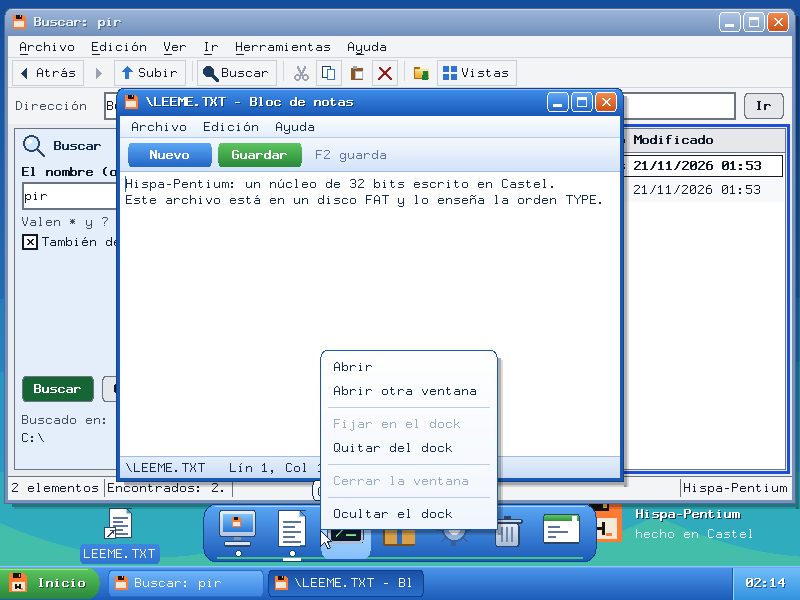 Buscar: pir
Archivo Edición Ver Ir Herramientas Ayuda
Atrás Subir Buscar Vistas
Dirección Ir
\LEEME.TXT - Bloc de notas
Archivo Edición Ayuda
Nuevo Guardar F2 guarda
Hispa-Pentium: un núcleo de 32 bits escrito en Castel.
Este archivo está en un disco FAT y lo enseña la orden TYPE.
Buscar
El nombre (o
pir
Valen * y ?
También de
Buscar
Buscado en:
C:\
Modificado
21/11/2026 01:53
21/11/2026 01:53
Abrir
Abrir otra ventana
Fijar en el dock
Quitar del dock
Cerrar la ventana
Ocultar el dock
\LEEME.TXT Lín 1, Col 1
2 elementos Encontrados: 2. Hispa-Pentium
LEEME.TXT
Hispa-Pentium
hecho en Castel
Inicio Buscar: pir \LEEME.TXT - Bl 02:14